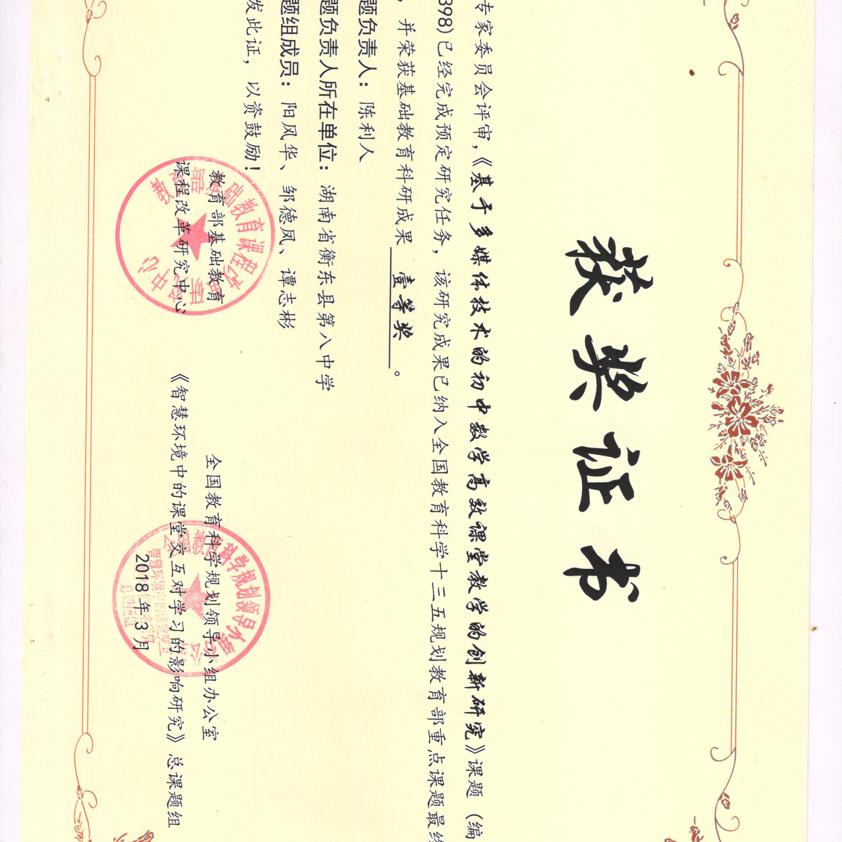 获奖证书
专家委员会评审，《基于多媒体技术的初中数学高效课堂教学的创新研究》课题（编
398)已经完成预定研究任务，该研究成果已纳入全国教育科学十三五规划教育部重点课题最终
，并荣获基础教育科研成果 壹等奖 。
题负责人：陈利人
题负责人所在单位：湖南省衡东县第八中学
题组成员：阳风华、邹德凤、谭志彬
发此证，以资鼓励！
教育部基础教育
课程改革研究中心
全国教育科学规划领导小组办公室
《智慧环境中的课堂交互对学习的影响研究》总课题组
2018年3月